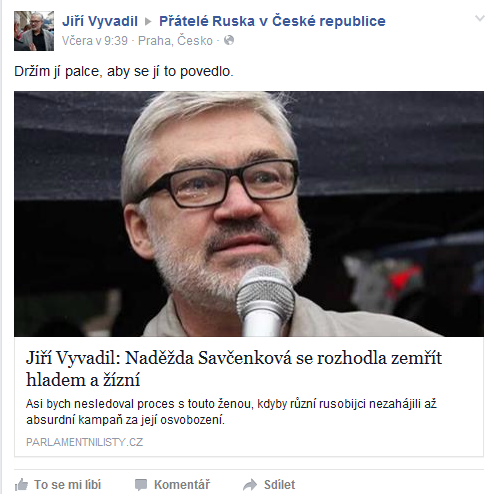 Jiří Vyvadil ▸ Přátelé Ruska v České republice
Včera v 9:39 · Praha, Česko ·
Držím jí palce, aby se jí to povedlo.
Jiří Vyvadil: Naděžda Savčenková se rozhodla zemřít
hladem a žízní
Asi bych nesledoval proces s touto ženou, kdyby různí rusobijci nezahájili až
absurdní kampaň za její osvobození.
PARLAMENTNILISTY.CZ
To se mi líbí Komentář Sdílet